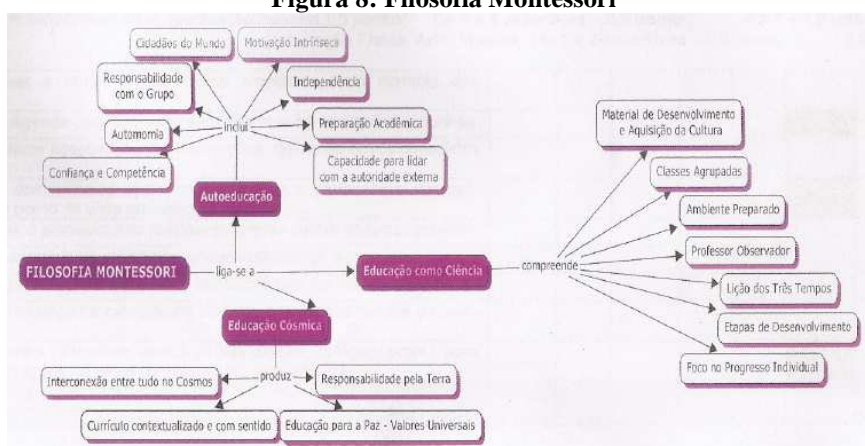 Figura 8: Filosofia Montessori
Cidadãos do Mundo
Motivação Intrínseca
Responsabilidade
com o Grupo
Independência
inclui
Automomia
Preparação Acadêmica
Confiança e Competência
Capacidade para lidar
com a autoridade externa
Autoeducação
FILOSOFIA MONTESSORI
liga-se a
Educação como Ciência
compreende
Material de Desenvolvimento
e Aquisição da Cultura
Classes Agrupadas
Ambiente Preparado
Professor Observador
Lição dos Três Tempos
Etapas de Desenvolvimento
Foco no Progresso Individual
Educação Cósmica
produz
Interconexão entre tudo no Cosmos
Responsabilidade pela Terra
Currículo contextualizado e com sentido
Educação para a Paz - Valores Universais